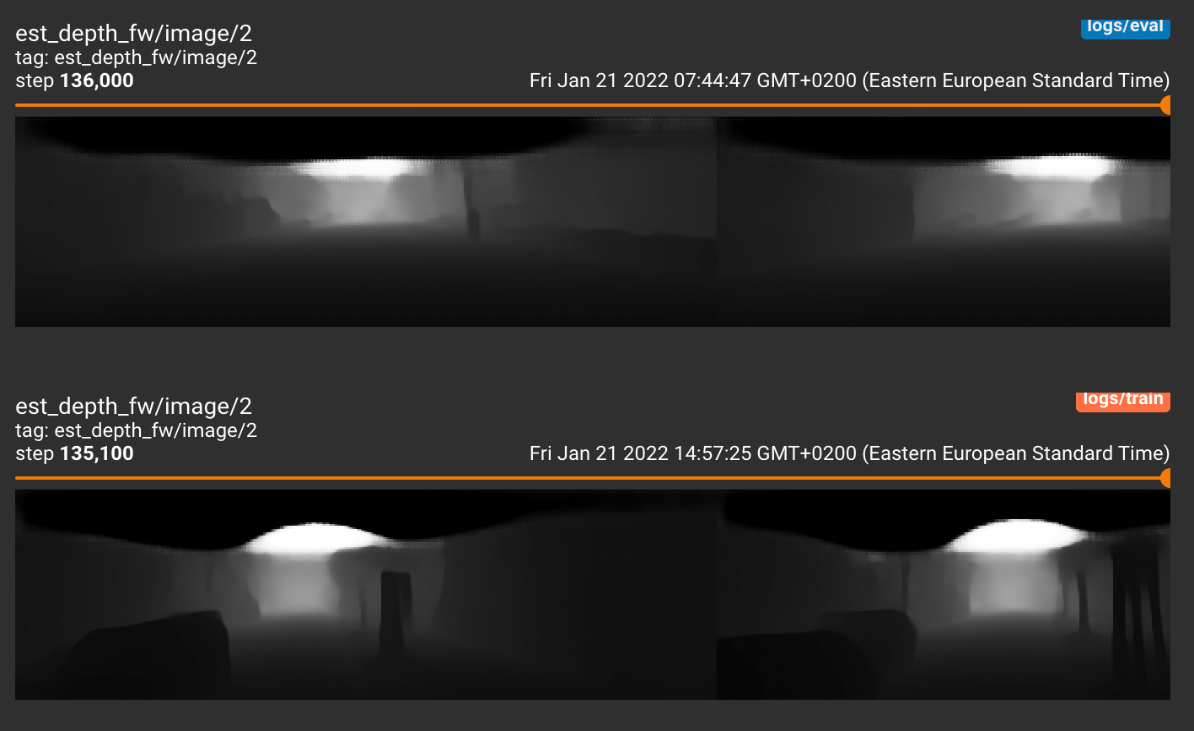 est_depth_fw/image/2
logs/eval
tag: est_depth_fw/image/2
step 136,000
Fri Jan 21 2022 07:44:47 GMT+0200 (Eastern European Standard Time)
est_depth_fw/image/2
logs/train
tag: est_depth_fw/image/2
step 135,100
Fri Jan 21 2022 14:57:25 GMT+0200 (Eastern European Standard Time)